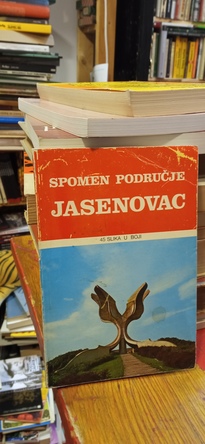 SPOMEN PODRUČJE
JASENOVAC
45 SLIKA U BOJI